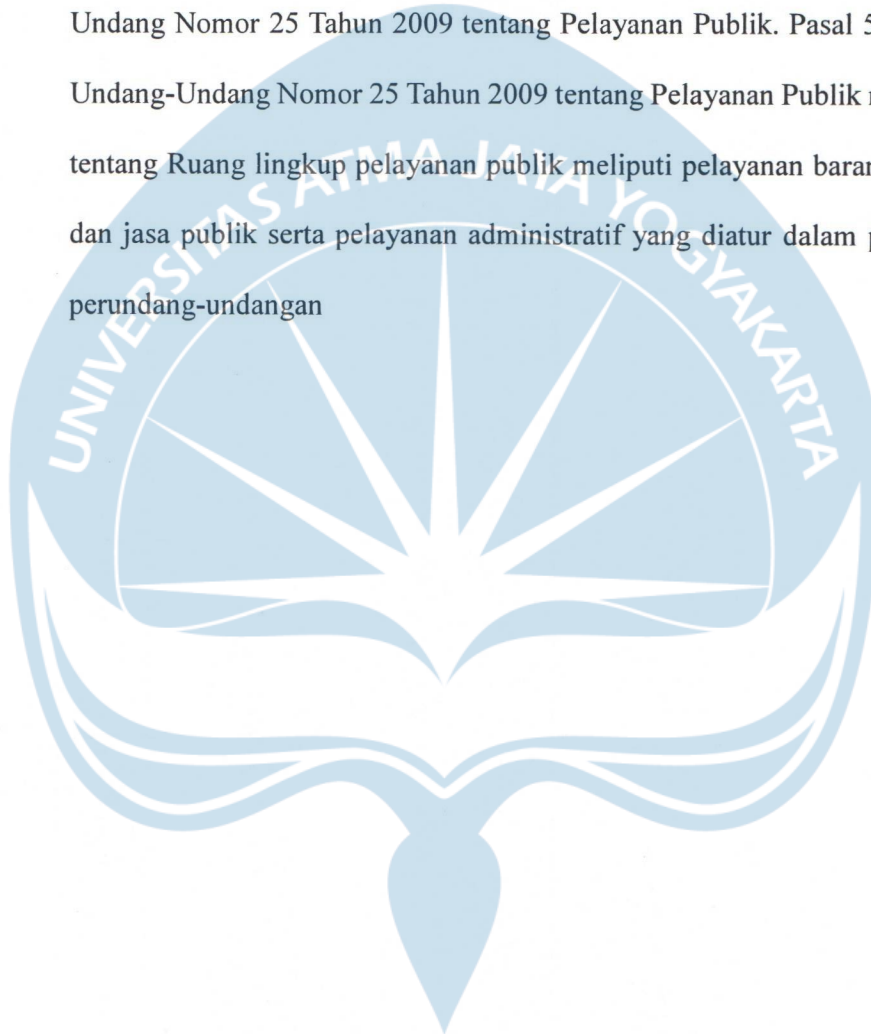 Undang Nomor 25 Tahun 2009 tentang Pelayanan Publik. Pasal 5
Undang-Undang Nomor 25 Tahun 2009 tentang Pelayanan Publik
tentang Ruang lingkup pelayanan publik meliputi pelayanan
dan jasa publik serta pelayanan administratif yang diatur dalam
perundang-undangan
UNIVERSITAS ATMA JAYA YOGYAKARTA